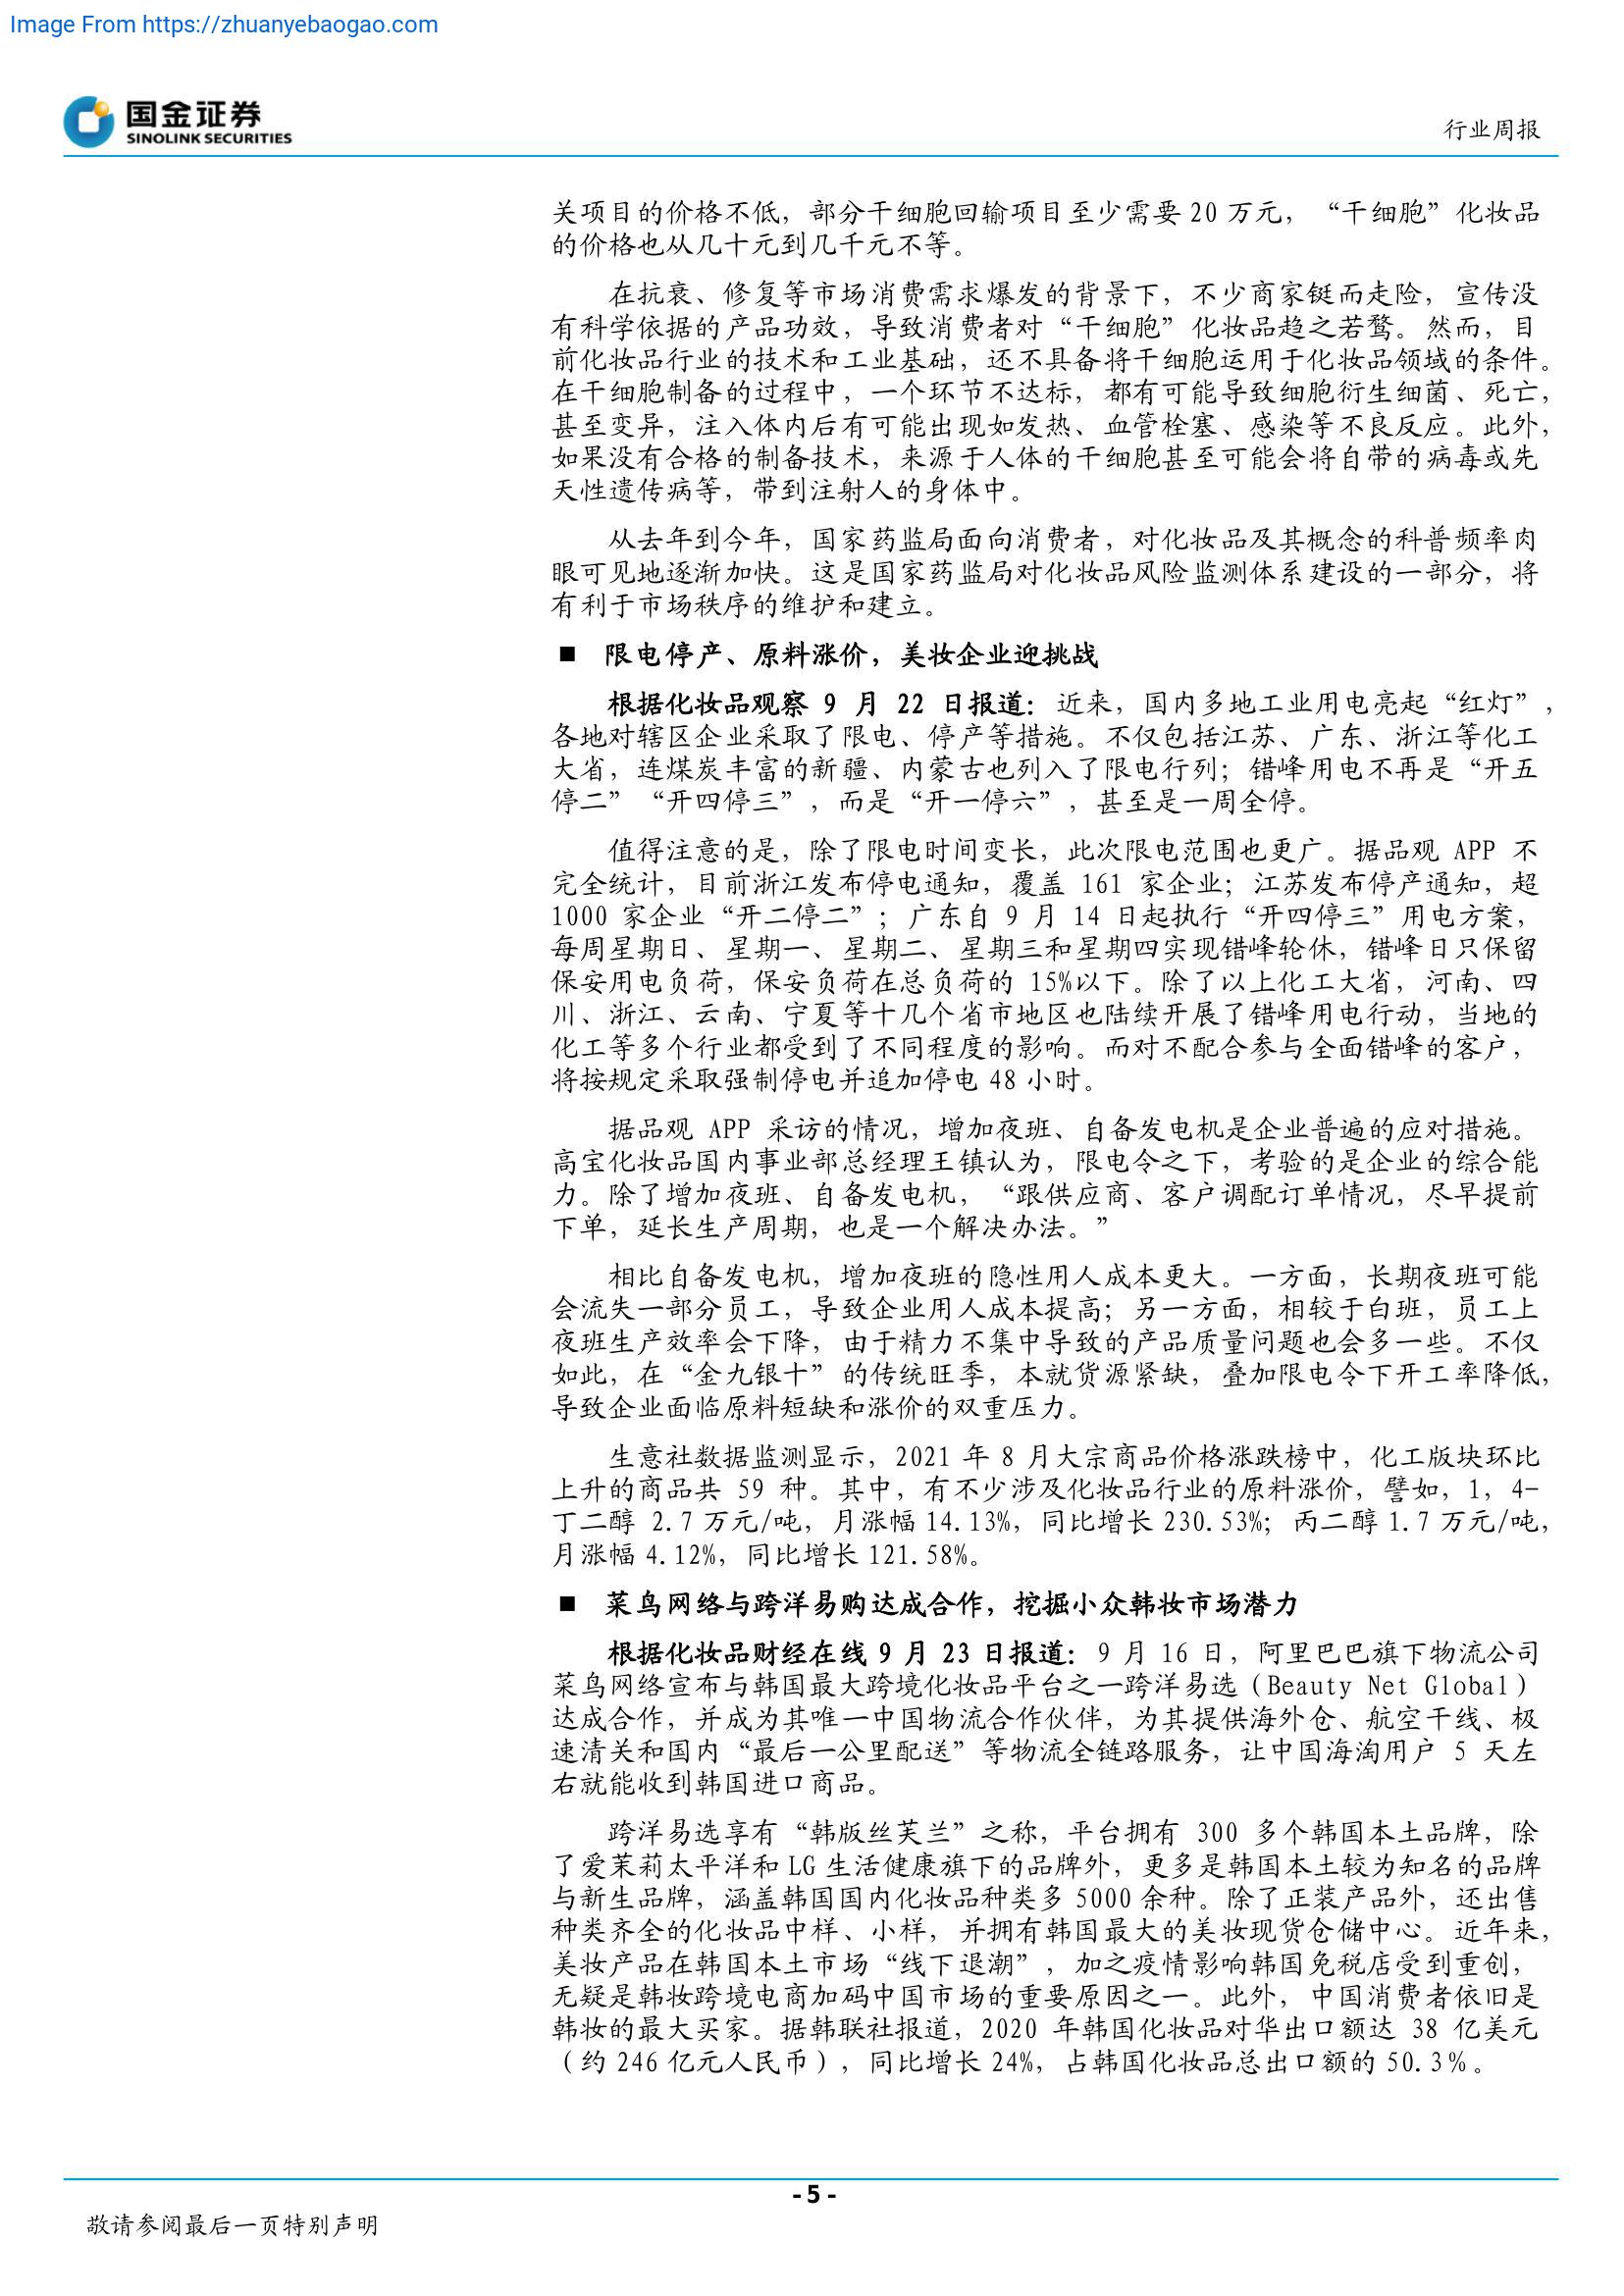 Image From https://zhuanyebaogao.com
国金证券
SINOLINK SECURITIES
行业周报
关项目的价格不低，部分干细胞回输项目至少需要 20 万元，“干细胞”化妆品
的价格也从几十元到几千元不等。
在抗衰、修复等市场消费需求爆发的背景下，不少商家铤而走险，宣传没
有科学依据的产品功效，导致消费者对“干细胞”化妆品趋之若鹜。然而，目
前化妆品行业的技术和工业基础，还不具备将干细胞运用于化妆品领域的条件。
在干细胞制备的过程中，一个环节不达标，都有可能导致细胞衍生细菌、死亡，
甚至变异，注入体内后有可能出现如发热、血管栓塞、感染等不良反应。此外，
如果没有合格的制备技术，来源于人体的干细胞甚至可能会将自带的病毒或先
天性遗传病等，带到注射人的身体中。
从去年到今年，国家药监局面向消费者，对化妆品及其概念的科普频率肉
眼可见地逐渐加快。这是国家药监局对化妆品风险监测体系建设的一部分，将
有利于市场秩序的维护和建立。
■ 限电停产、原料涨价，美妆企业迎挑战
根据化妆品观察 9 月 22 日报道：近来，国内多地工业用电亮起“红灯”，
各地对辖区企业采取了限电、停产等措施。不仅包括江苏、广东、浙江等化工
大省，连煤炭丰富的新疆、内蒙古也列入了限电行列；错峰用电不再是“开五
停二”“开四停三”，而是“开一停六”，甚至是一周全停。
值得注意的是，除了限电时间变长，此次限电范围也更广。据品观 APP 不
完全统计，目前浙江发布停电通知，覆盖 161 家企业；江苏发布停产通知，超
1000 家企业“开二停二”；广东自 9 月 14 日起执行“开四停三”用电方案，
每周星期日、星期一、星期二、星期三和星期四实现错峰轮休，错峰日只保留
保安用电负荷，保安负荷在总负荷的 15%以下。除了以上化工大省，河南、四
川、浙江、云南、宁夏等十几个省市地区也陆续开展了错峰用电行动，当地的
化工等多个行业都受到了不同程度的影响。而对不配合参与全面错峰的客户，
将按规定采取强制停电并追加停电 48 小时。
据品观 APP 采访的情况，增加夜班、自备发电机是企业普遍的应对措施。
高宝化妆品国内事业部总经理王镇认为，限电令之下，考验的是企业的综合能
力。除了增加夜班、自备发电机，“跟供应商、客户调配订单情况，尽早提前
下单，延长生产周期，也是一个解决办法。”
相比自备发电机，增加夜班的隐性用人成本更大。一方面，长期夜班可能
会流失一部分员工，导致企业用人成本提高；另一方面，相较于白班，员工上
夜班生产效率会下降，由于精力不集中导致的产品质量问题也会多一些。不仅
如此，在“金九银十”的传统旺季，本就货源紧缺，叠加限电令下开工率降低，
导致企业面临原料短缺和涨价的双重压力。
生意社数据监测显示，2021 年 8 月大宗商品价格涨跌榜中，化工版块环比
上升的商品共 59 种。其中，有不少涉及化妆品行业的原料涨价，譬如，1，4-
丁二醇 2.7 万元/吨，月涨幅 14.13%，同比增长 230.53%；丙二醇 1.7 万元/吨，
月涨幅 4.12%，同比增长 121.58%。
■ 菜鸟网络与跨洋易购达成合作，挖掘小众韩妆市场潜力
根据化妆品财经在线 9 月 23 日报道：9 月 16 日，阿里巴巴旗下物流公司
菜鸟网络宣布与韩国最大跨境化妆品平台之一跨洋易选（Beauty Net Global）
达成合作，并成为其唯一中国物流合作伙伴，为其提供海外仓、航空干线、极
速清关和国内“最后一公里配送”等物流全链路服务，让中国海淘用户 5 天左
右就能收到韩国进口商品。
跨洋易选享有“韩版丝芙兰”之称，平台拥有 300 多个韩国本土品牌，除
了爱茉莉太平洋和 LG 生活健康旗下的品牌外，更多是韩国本土较为知名的品牌
与新生品牌，涵盖韩国国内化妆品种类多 5000 余种。除了正装产品外，还出售
种类齐全的化妆品中样、小样，并拥有韩国最大的美妆现货仓储中心。近年来，
美妆产品在韩国本土市场“线下退潮”，加之疫情影响韩国免税店受到重创，
无疑是韩妆跨境电商加码中国市场的重要原因之一。此外，中国消费者依旧是
韩妆的最大买家。据韩联社报道，2020 年韩国化妆品对华出口额达 38 亿美元
（约 246 亿元人民币），同比增长 24%，占韩国化妆品总出口额的 50.3%。
- 5 -
敬请参阅最后一页特别声明